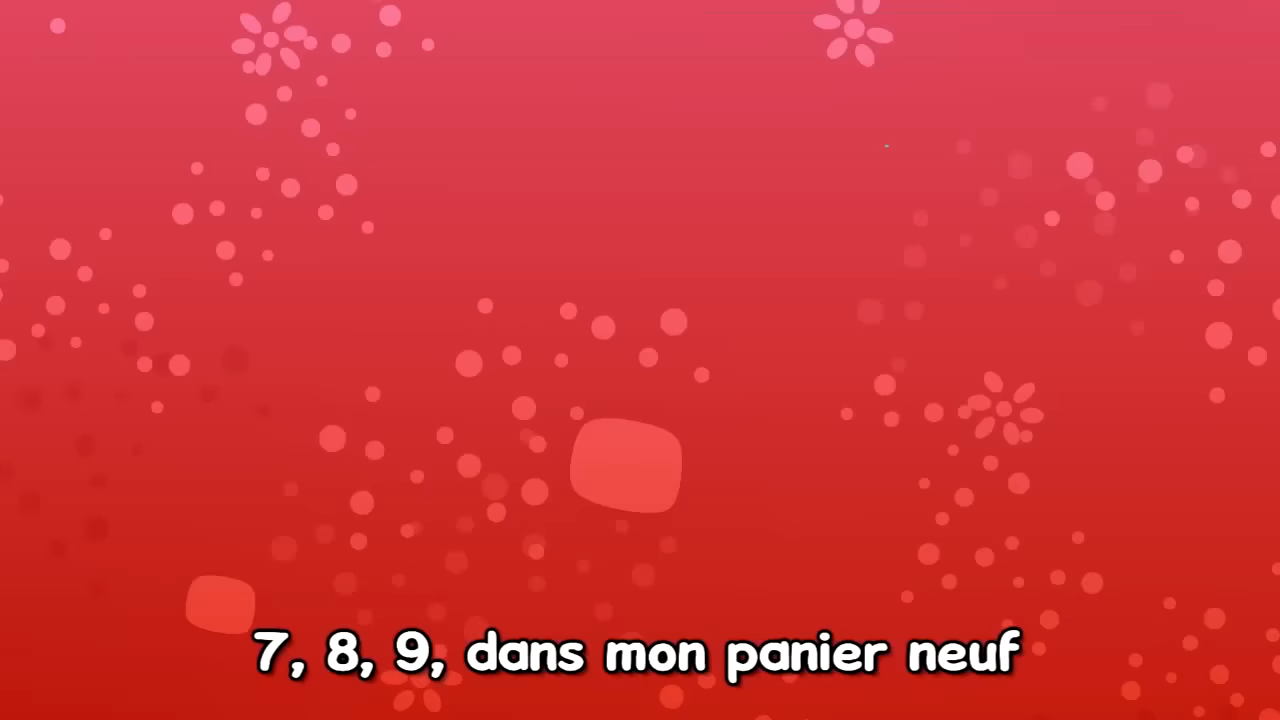 7, 8, 9, dans mon panier neuf